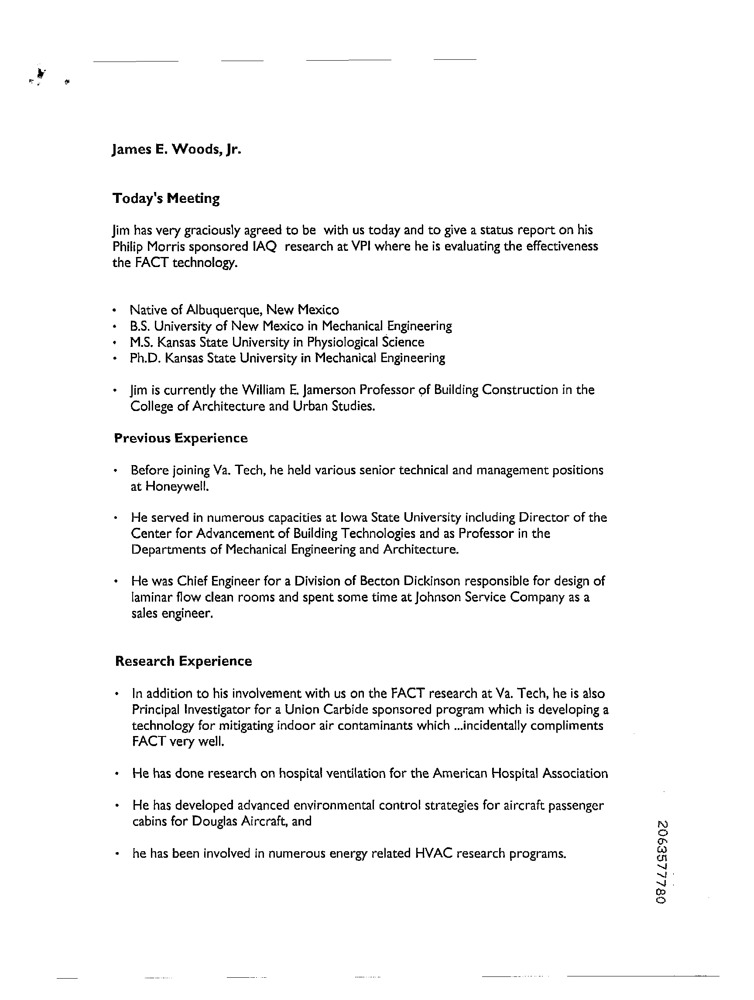 James E. Woods, Jr.
Today's Meeting
Jim has very graciously agreed to be with us today and to give a status report on his
Philip Morris sponsored IAQ research at VPI where he is evaluating the effectiveness
the FACT technology.
• Native of Albuquerque, New Mexico
• B.S. University of New Mexico in Mechanical Engineering
• M.S. Kansas State University in Physiological Science
• Ph.D. Kansas State University in Mechanical Engineering
• Jim is currently the William E. Jamerson Professor of Building Construction in the
College of Architecture and Urban Studies.
Previous Experience
• Before joining Va. Tech, he held various senior technical and management positions
at Honeywell.
• He served in numerous capacities at Iowa State University including Director of the
Center for Advancement of Building Technologies and as Professor in the
Departments of Mechanical Engineering and Architecture.
• He was Chief Engineer for a Division of Becton Dickinson responsible for design of
laminar flow clean rooms and spent some time at Johnson Service Company as a
sales engineer.
Research Experience
• In addition to his involvement with us on the FACT research at Va. Tech, he is also
Principal Investigator for a Union Carbide sponsored program which is developing a
technology for mitigating indoor air contaminants which ...incidentally compliments
FACT very well.
• He has done research on hospital ventilation for the American Hospital Association
• He has developed advanced environmental control strategies for aircraft passenger
cabins for Douglas Aircraft, and
• he has been involved in numerous energy related HVAC research programs.
2063577780